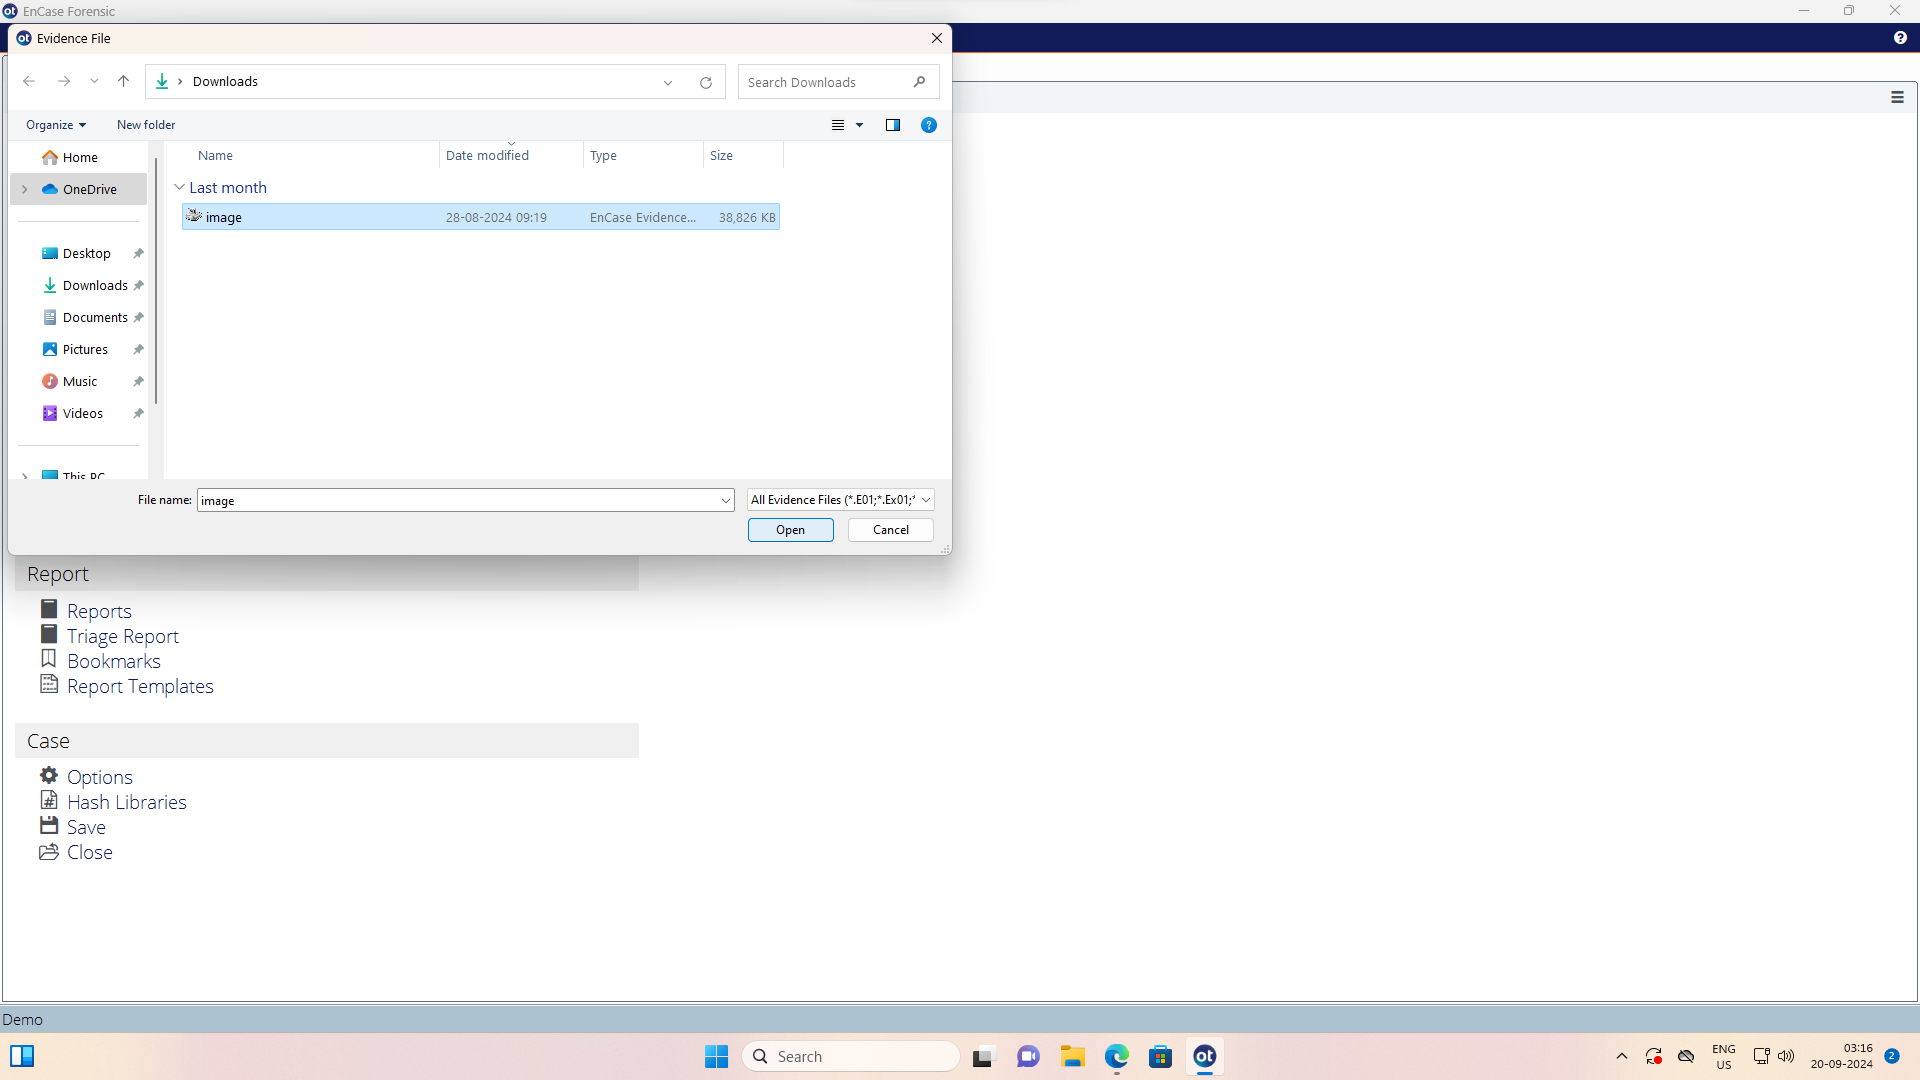 EnCase Forensic
Evidence File
Downloads
Search Downloads
Organize
New folder
Name
Date modified
Type
Size
Home
OneDrive
Last month
image
28-08-2024 09:19
EnCase Evidence...
38,826 KB
Desktop
Downloads
Documents
Pictures
Music
Videos
This PC
File name:
image
All Evidence Files (*.E01;*.Ex01;*
Open
Cancel
Report
Reports
Triage Report
Bookmarks
Report Templates
Case
Options
Hash Libraries
Save
Close
Demo
Search
ot
ENG
US
03:16
20-09-2024
2